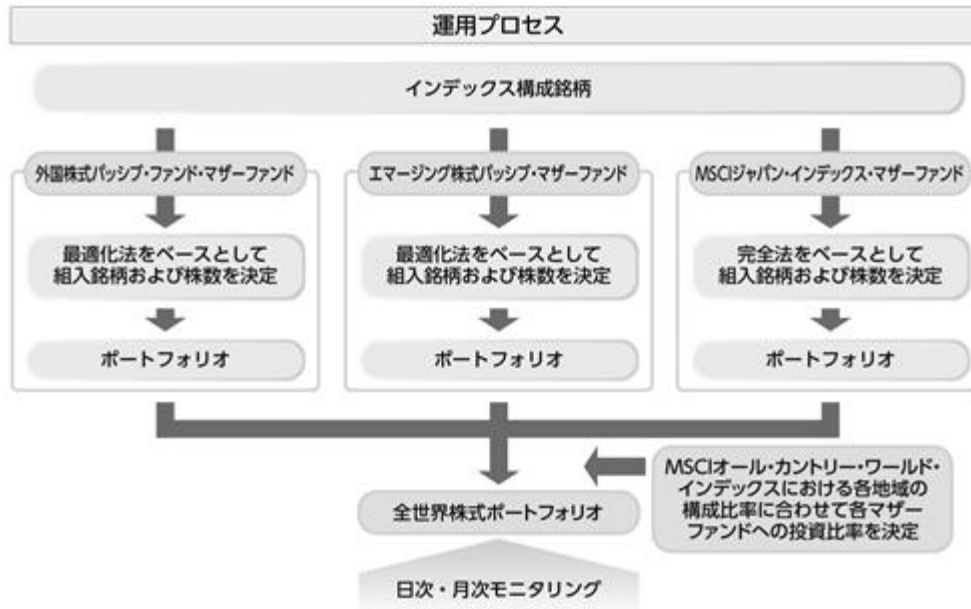 運用プロセス
インデックス構成銘柄
外国株式パッシブ・ファンド・マザーファンド
最適化法をベースとして
組入銘柄および株数を決定
ポートフォリオ
エマージング株式パッシブ・マザーファンド
最適化法をベースとして
組入銘柄および株数を決定
ポートフォリオ
MSCIジャパン・インデックス・マザーファンド
完全法をベースとして
組入銘柄および株数を決定
ポートフォリオ
MSCIオール・カントリー・ワールド・
インデックスにおける各地域の
構成比率に合わせて各マザー
ファンドへの投資比率を決定
全世界株式ポートフォリオ
日次・月次モニタリング